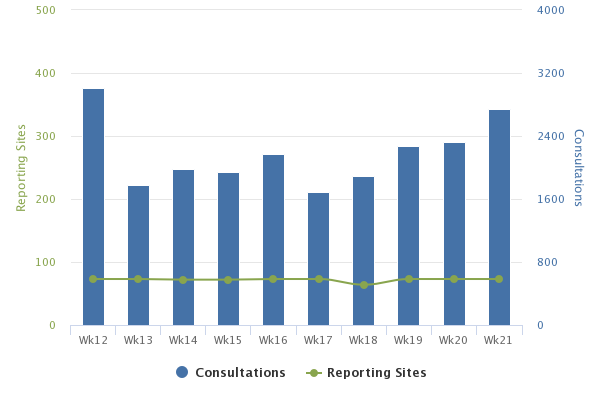 500 4000
400 3200
300 2400
200 1600
100 800
0 0
Reporting Sites
Consultations
Wk12 Wk13 Wk14 Wk15 Wk16 Wk17 Wk18 Wk19 Wk20 Wk21
Consultations Reporting Sites